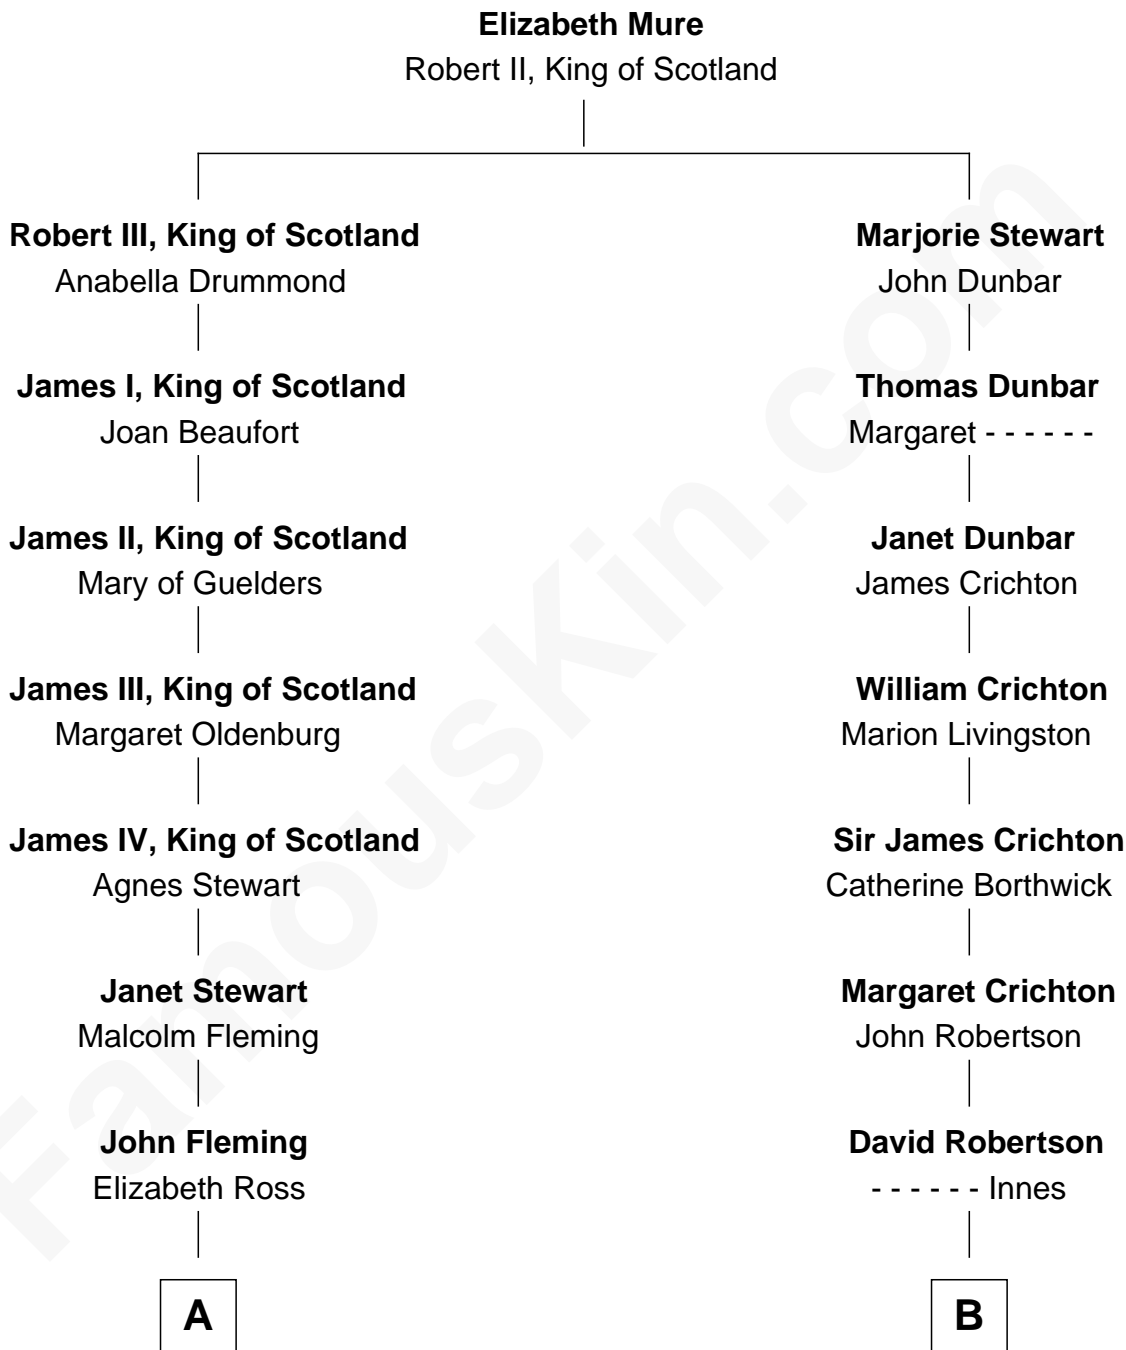 Elizabeth Mure
Robert II, King of Scotland
Robert III, King of Scotland
Anabella Drummond
James I, King of Scotland
Joan Beaufort
James II, King of Scotland
Mary of Guelders
James III, King of Scotland
Margaret Oldenburg
James IV, King of Scotland
Agnes Stewart
Janet Stewart
Malcolm Fleming
John Fleming
Elizabeth Ross
A
Marjorie Stewart
John Dunbar
Thomas Dunbar
Margaret - - - - - -
Janet Dunbar
James Crichton
William Crichton
Marion Livingston
Sir James Crichton
Catherine Borthwick
Margaret Crichton
John Robertson
David Robertson
- - - - - - Innes
B
FamousKin.com